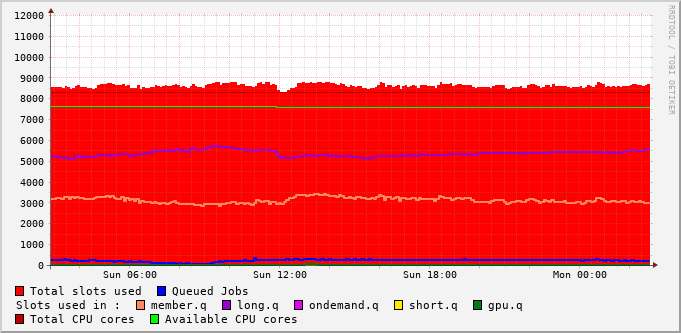 12000
11000
10000
9000
8000
7000
6000
5000
4000
3000
2000
1000
0
Sun 06:00 Sun 12:00 Sun 18:00 Mon 00:00
Total slots used Queued Jobs
Slots used in : member.q long.q ondemand.q short.q gpu.q
Total CPU cores Available CPU cores
RRDTOOL / TOBI OETIKER